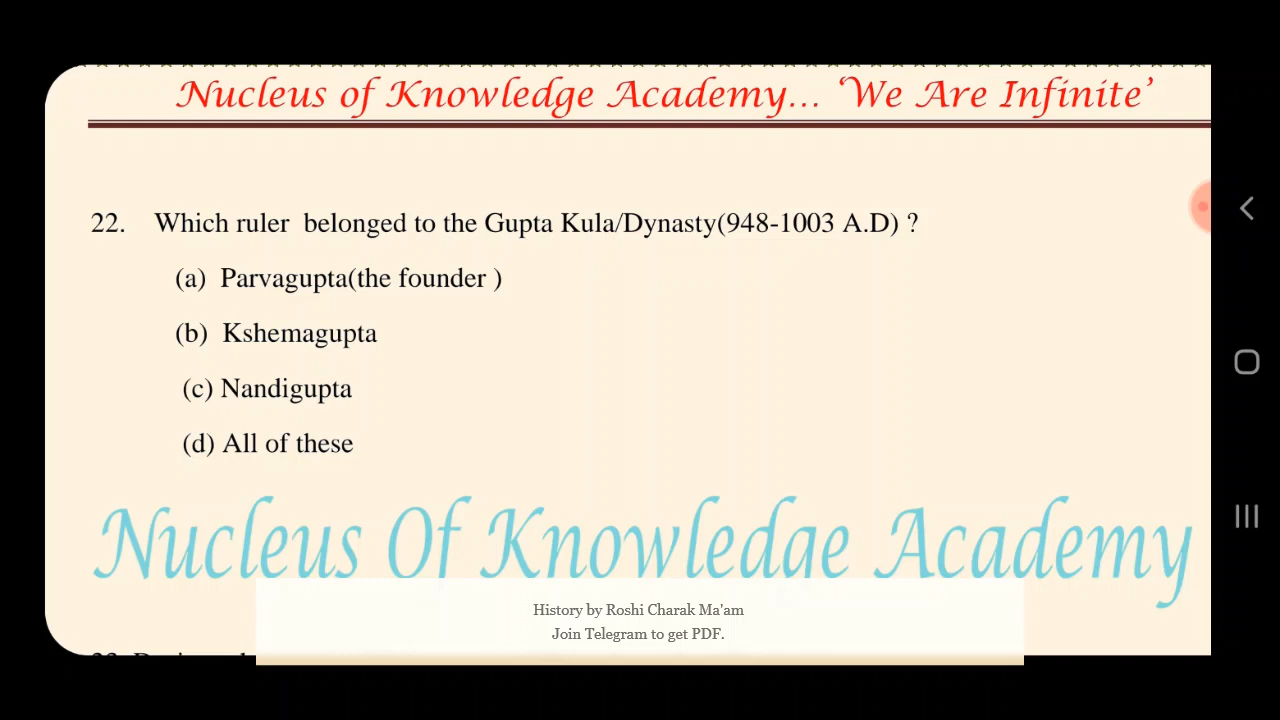 Nucleus of Knowledge Academy... 'We Are Infinite'
22. Which ruler belonged to the Gupta Kula/Dynasty(948-1003 A.D) ?
(a) Parvagupta(the founder )
(b) Kshemagupta
(c) Nandigupta
(d) All of these
Nucleus Of Knowledge Academy
History by Roshi Charak Ma'am
Join Telegram to get PDF.